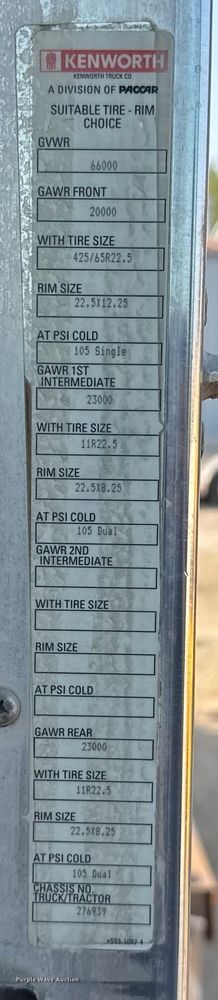 KENWORTH
KENWORTH TRUCK CO.
A DIVISION OF PACCAR
SUITABLE TIRE - RIM
CHOICE
GVWR
66000
GAWR FRONT
20000
WITH TIRE SIZE
425/65R22.5
RIM SIZE
22.5X12.25
AT PSI COLD
105 Single
GAWR 1ST
INTERMEDIATE
23000
WITH TIRE SIZE
11R22.5
RIM SIZE
22.5X8.25
AT PSI COLD
105 Dual
GAWR 2ND
INTERMEDIATE
WITH TIRE SIZE
RIM SIZE
AT PSI COLD
GAWR REAR
23000
WITH TIRE SIZE
11R22.5
RIM SIZE
22.5X8.25
AT PSI COLD
105 Dual
CHASSIS NO.
TRUCK/TRACTOR
276939
S53-1092-4
Purple Wave Auction